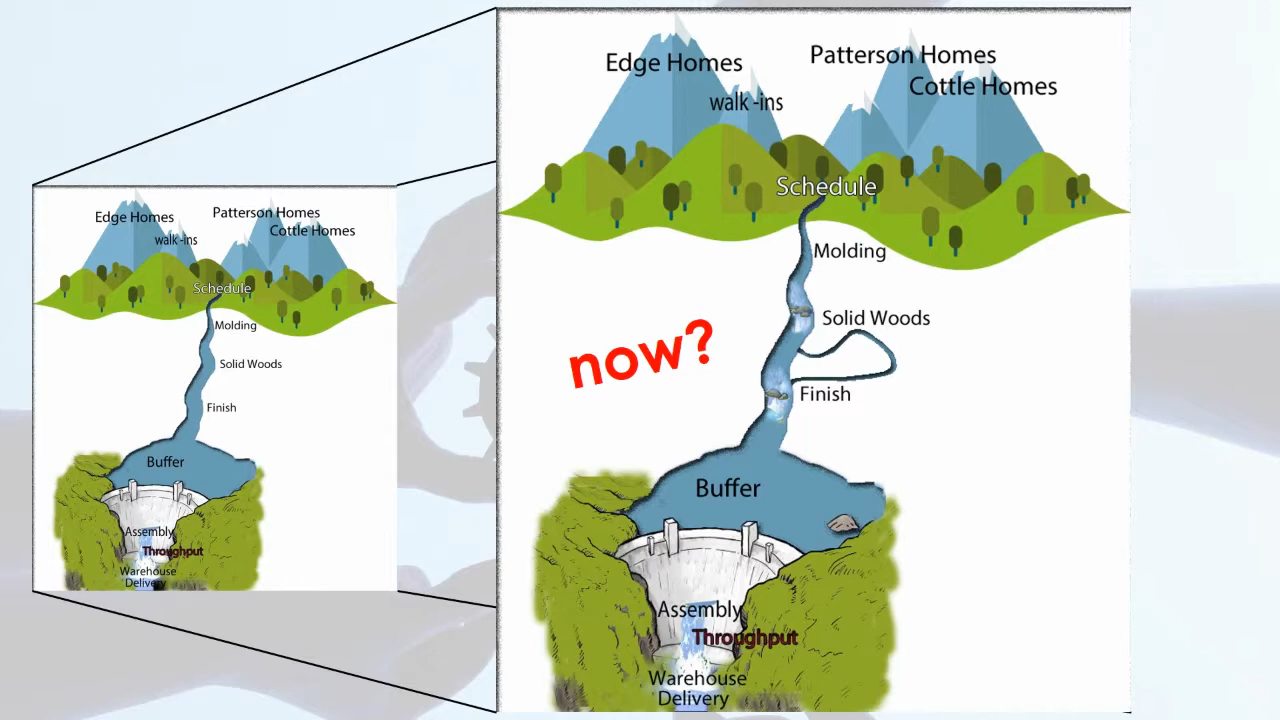 Edge Homes
Patterson Homes
walk -ins
Cottle Homes
Schedule
Molding
Solid Woods
Finish
Buffer
Assembly
Throughput
Warehouse
Delivery
Edge Homes
Patterson Homes
Cottle Homes
walk -ins
Schedule
Molding
Solid Woods
now?
Finish
Buffer
Assembly
Throughput
Warehouse
Delivery